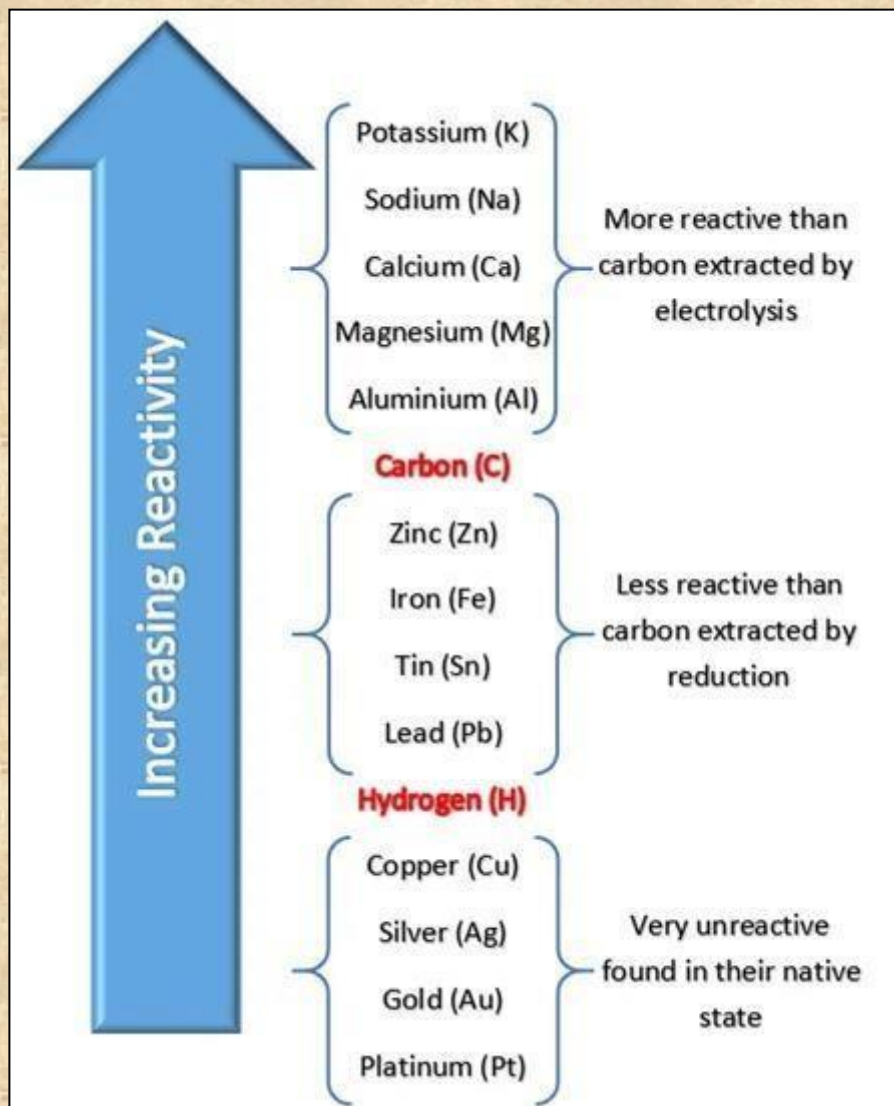 Increasing Reactivity
Potassium (K)
Sodium (Na)
Calcium (Ca)
Magnesium (Mg)
Aluminium (Al)
More reactive than
carbon extracted by
electrolysis
Carbon (C)
Zinc (Zn)
Iron (Fe)
Tin (Sn)
Lead (Pb)
Less reactive than
carbon extracted by
reduction
Hydrogen (H)
Copper (Cu)
Silver (Ag)
Gold (Au)
Platinum (Pt)
Very unreactive
found in their native
state